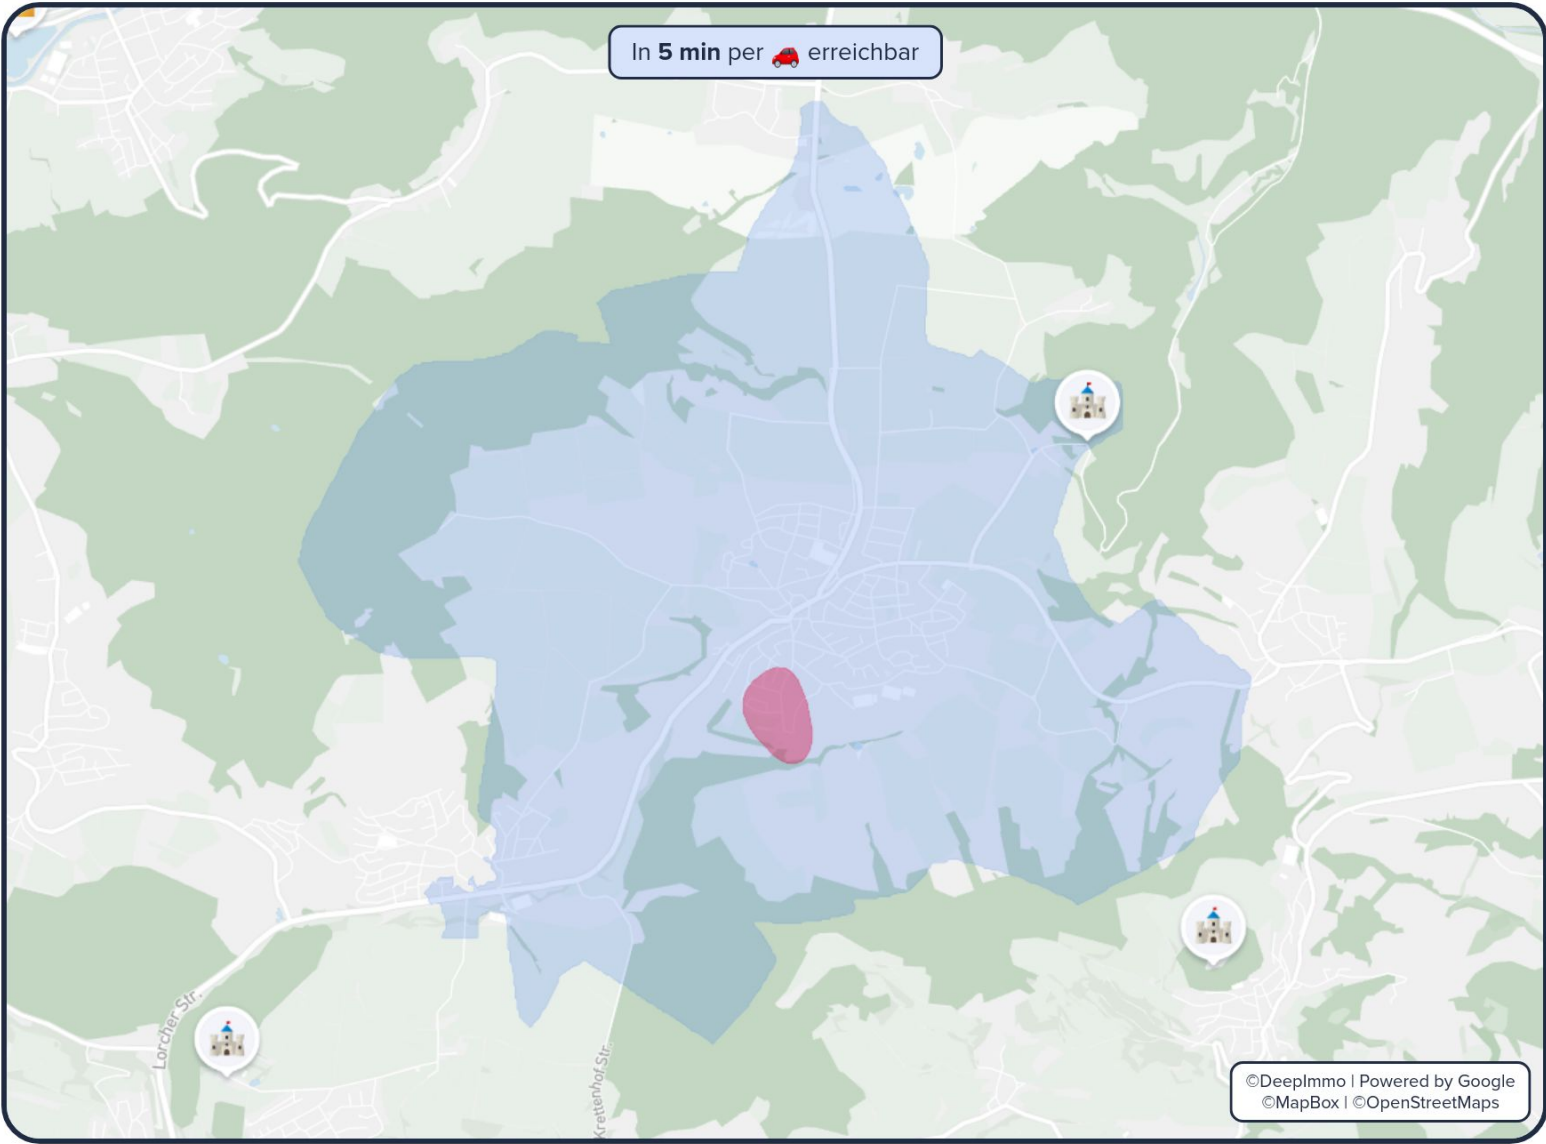 In 5 min per 🚗 erreichbar
Lorcher Str.
Krettenhof Str.
©DeepImmo | Powered by Google
©MapBox | ©OpenStreetMaps